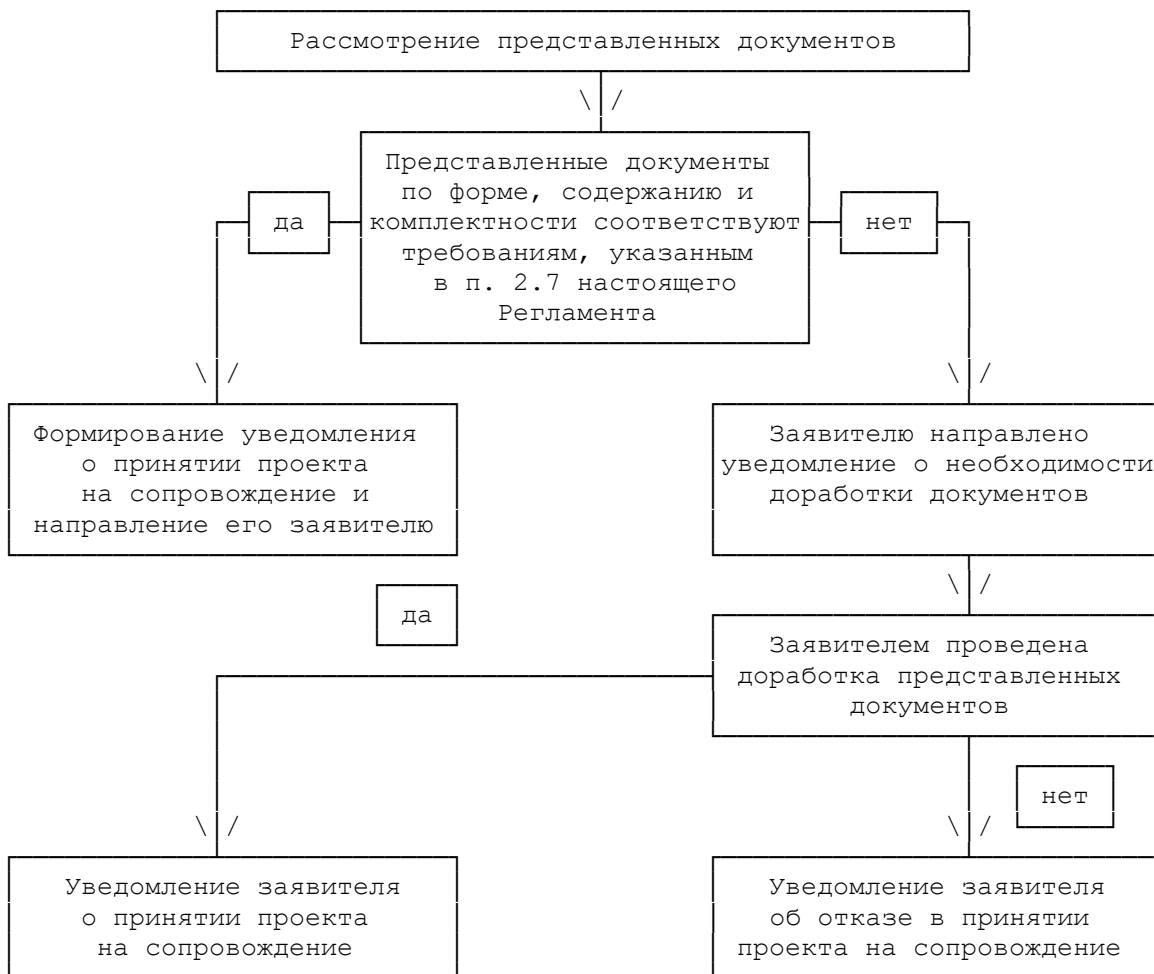 Рассмотрение представленных документов
Представленные документы
по форме, содержанию и
да
комплектности соответствуют
нет
требованиям, указанным
в п. 2.7 настоящего
Регламента
Формирование уведомления
о принятии проекта
на сопровождение и
направление его заявителю
Заявителю направлено
уведомление о необходимости
доработки документов
да
Заявителем проведена
доработка представленных
документов
нет
Уведомление заявителя
о принятии проекта
на сопровождение
Уведомление заявителя
об отказе в принятии
проекта на сопровождение